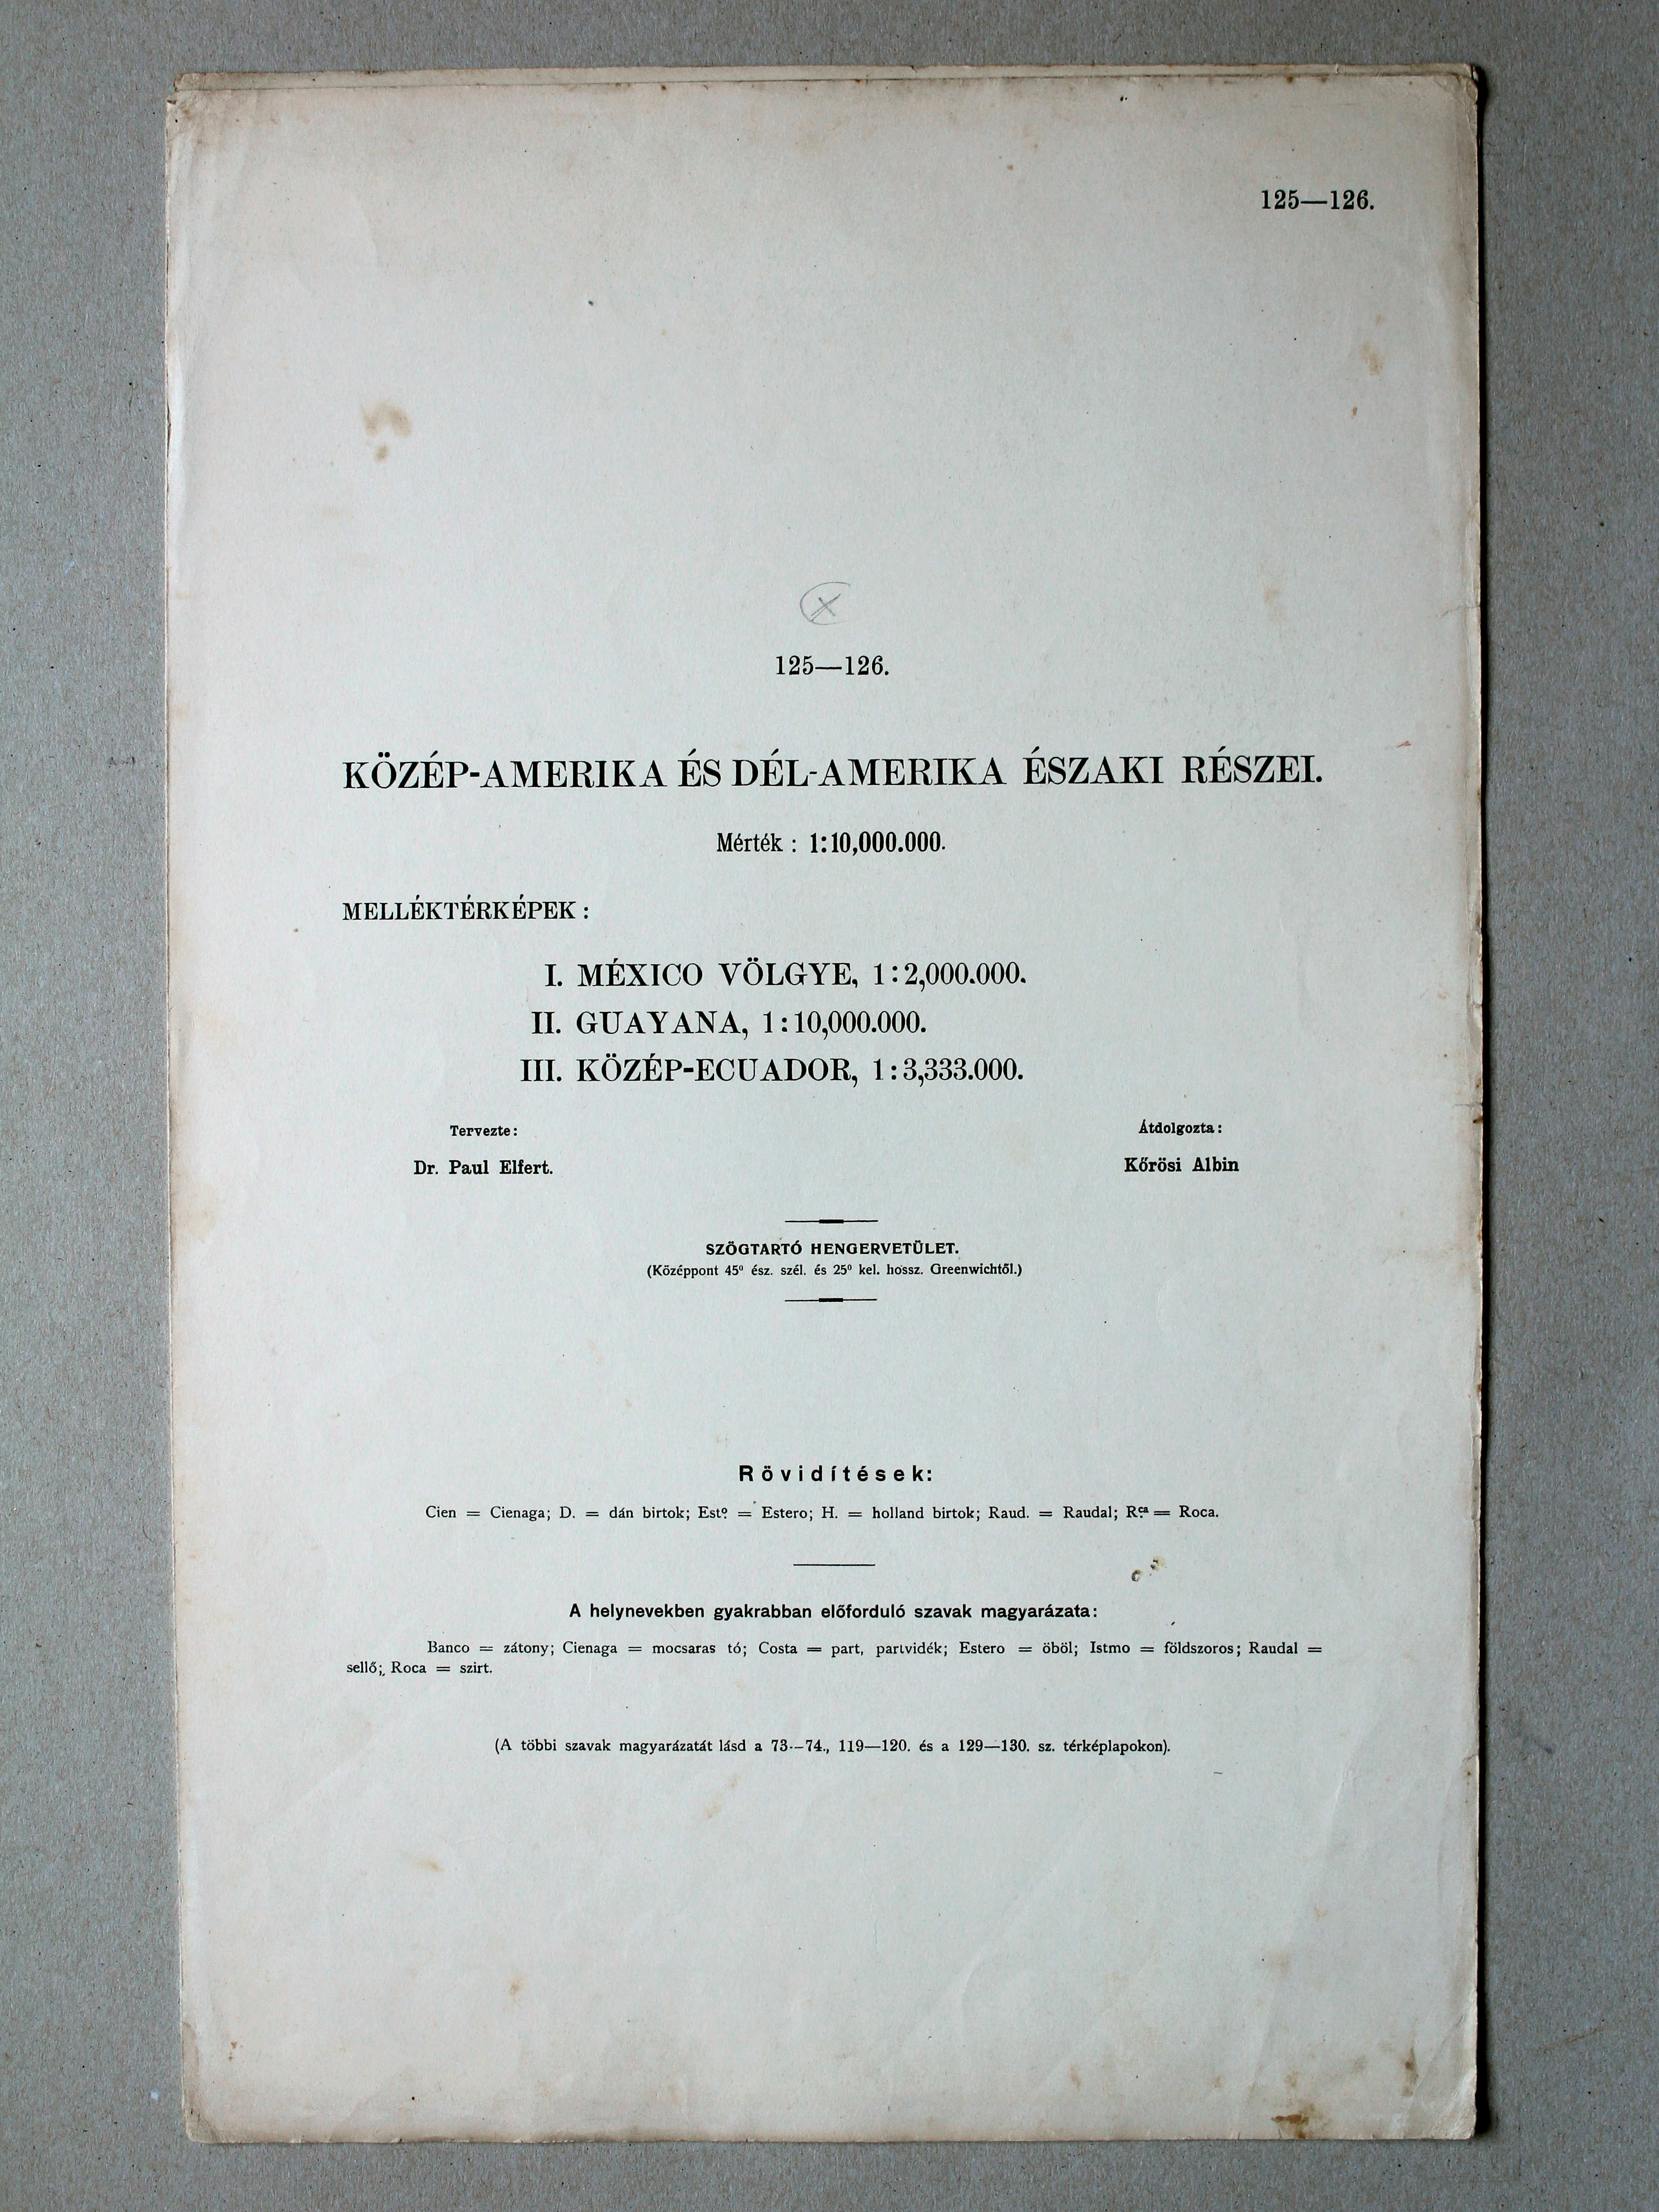 125—126.
125—126.
KÖZÉP-AMERIKA ÉS DÉL-AMERIKA ÉSZAKI RÉSZEI.
Mérték : 1:10,000.000.
MELLÉKTÉRKÉPEK :
I. MÉXICO VÖLGYE, 1:2,000.000.
II. GUAYANA, 1:10,000.000.
III. KÖZÉP-ECUADOR, 1:3,333.000.
Tervezte: Átdolgozta:
Dr. Paul Elfert. Kőrösi Albin
SZÖGTARTÓ HENGERVETÜLET.
(Középpont 45⁰ ész. szél. és 25⁰ kel. hossz. Greenwichtől.)
Rövidítések:
Cien = Cienaga; D. = dán birtok; Estº = Estero; H. = holland birtok; Raud. = Raudal; Rᶜᵃ = Roca.
A helynevekben gyakrabban előforduló szavak magyarázata:
Banco = zátony; Cienaga = mocsaras tó; Costa = part, partvidék; Estero = öböl; Istmo = földszoros; Raudal =
sellő; Roca = szirt.
(A többi szavak magyarázatát lásd a 73—74., 119—120. és a 129—130. sz. térképlapokon).